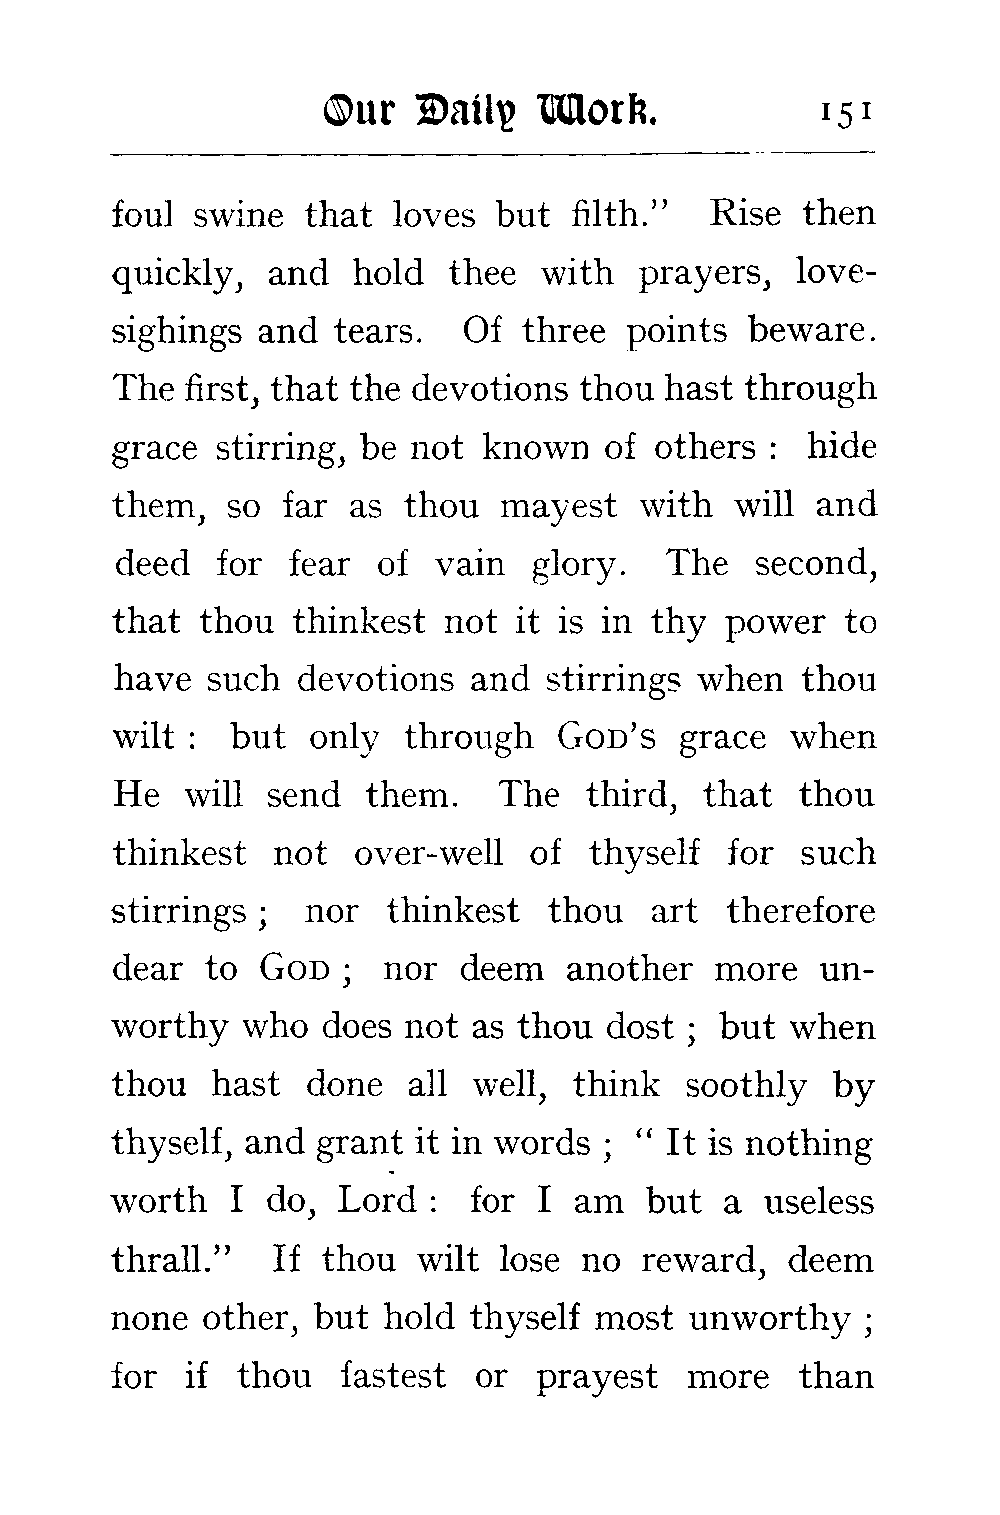 Our Daily Work. 151
foul swine that loves but filth.” Rise then
quickly, and hold thee with prayers, love-
sighings and tears. Of three points beware.
The first, that the devotions thou hast through
grace stirring, be not known of others : hide
them, so far as thou mayest with will and
deed for fear of vain glory. The second,
that thou thinkest not it is in thy power to
have such devotions and stirrings when thou
wilt : but only through GOD’S grace when
He will send them. The third, that thou
thinkest not over-well of thyself for such
stirrings ; nor thinkest thou art therefore
dear to GOD ; nor deem another more un-
worthy who does not as thou dost ; but when
thou hast done all well, think soothly by
thyself, and grant it in words ; “ It is nothing
worth I do, Lord : for I am but a useless
thrall.” If thou wilt lose no reward, deem
none other, but hold thyself most unworthy ;
for if thou fastest or prayest more than